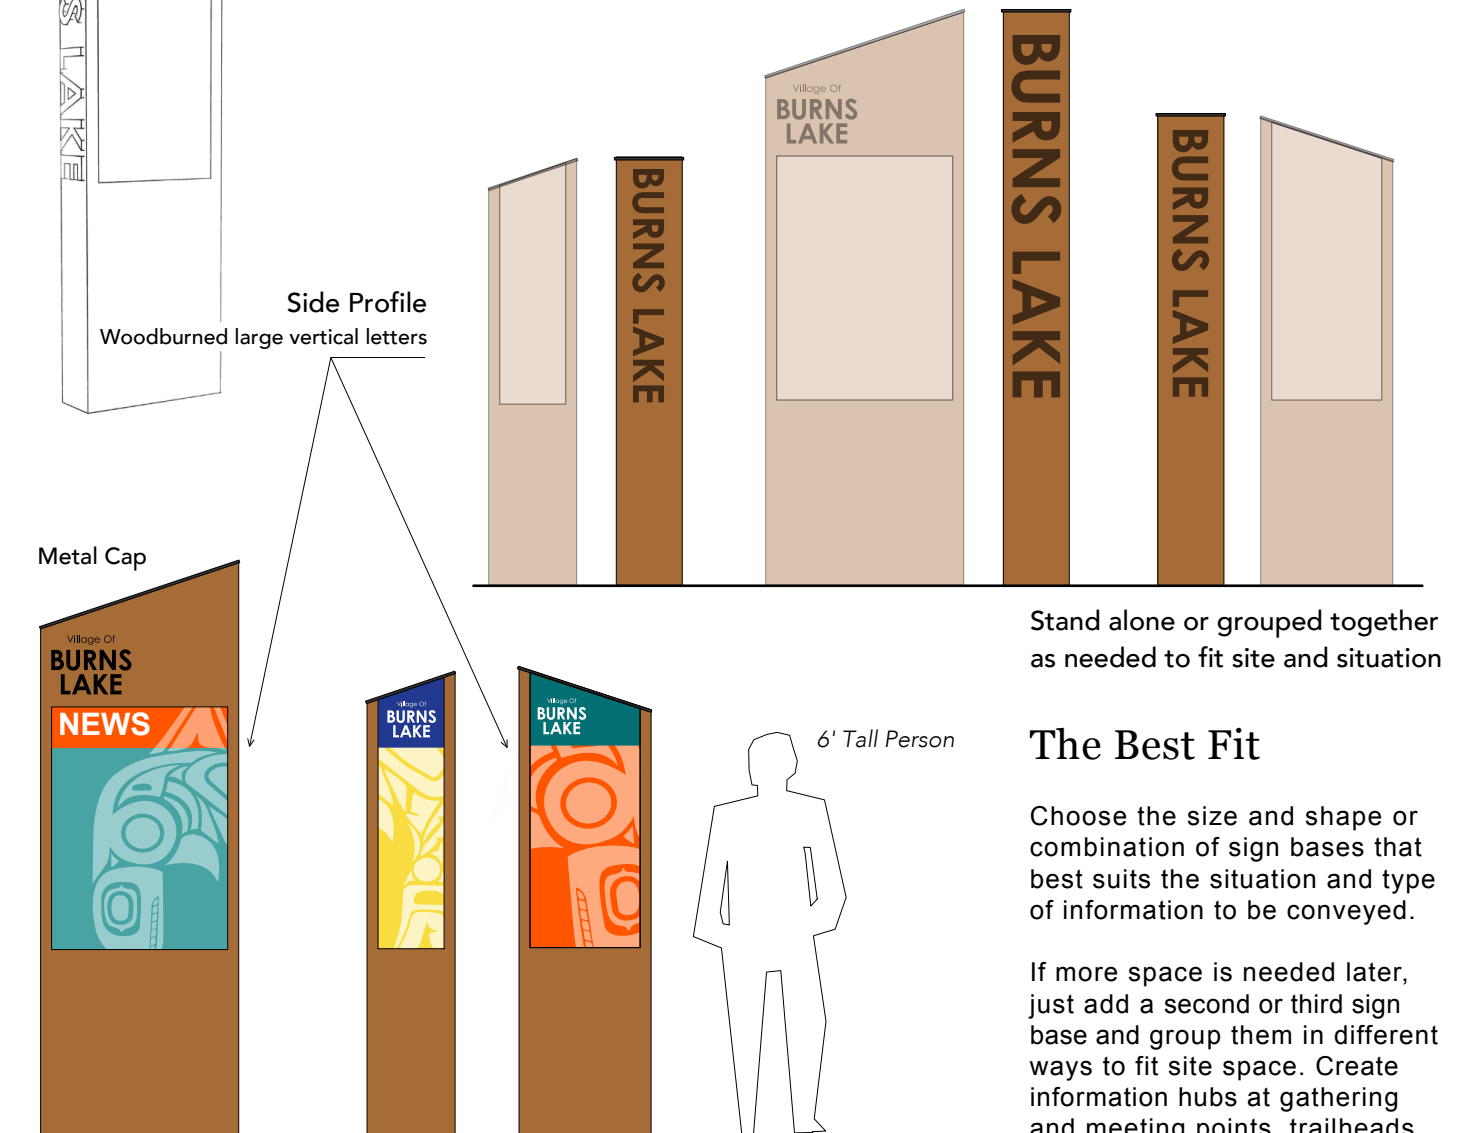 S LAKE
Village Of
BURNS
LAKE
BURNS LAKE
BURNS LAKE
BURNS LAKE
Side Profile
Woodburned large vertical letters
Metal Cap
Village Of
BURNS
LAKE
NEWS
Village Of
BURNS
LAKE
Village Of
BURNS
LAKE
6' Tall Person
Stand alone or grouped together
as needed to fit site and situation
The Best Fit
Choose the size and shape or
combination of sign bases that
best suits the situation and type
of information to be conveyed.
If more space is needed later,
just add a second or third sign
base and group them in different
ways to fit site space. Create
information hubs at gathering
and meeting points, trailheads